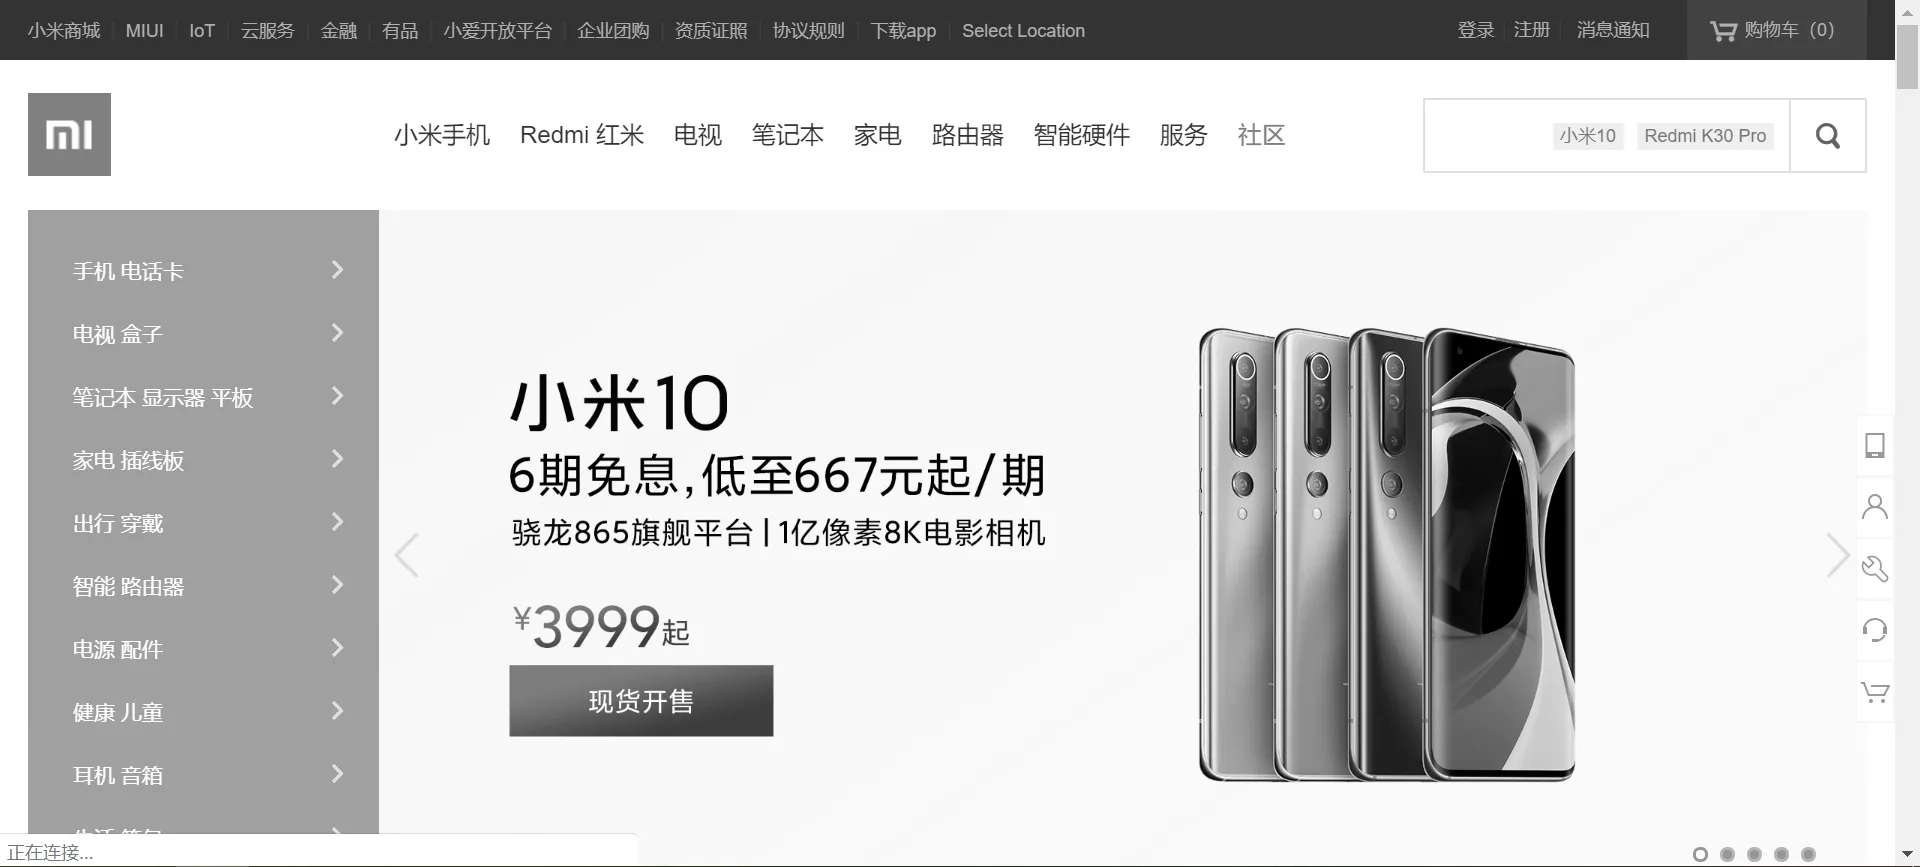 小米商城 MIUI IoT 云服务 金融 有品 小爱开放平台 企业团购 资质证照 协议规则 下载app Select Location 登录 注册 消息通知 购物车 (0)
小米手机 Redmi 红米 电视 笔记本 家电 路由器 智能硬件 服务 社区 小米10 Redmi K30 Pro
手机 电话卡
电视 盒子
笔记本 显示器 平板
家电 插线板
出行 穿戴
智能 路由器
电源 配件
健康 儿童
耳机 音箱
小米10
6期免息,低至667元起/期
骁龙865旗舰平台|1亿像素8K电影相机
¥3999起
现货开售
正在连接...